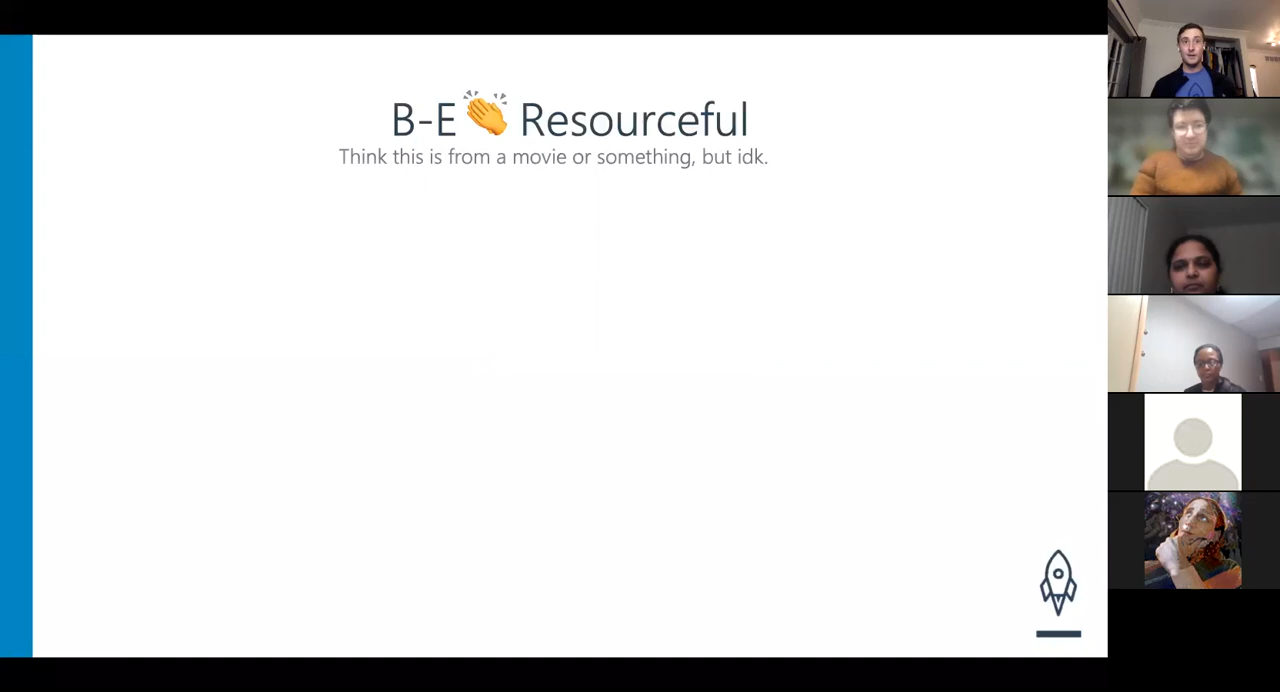 B-E👏 Resourceful
Think this is from a movie or something, but idk.